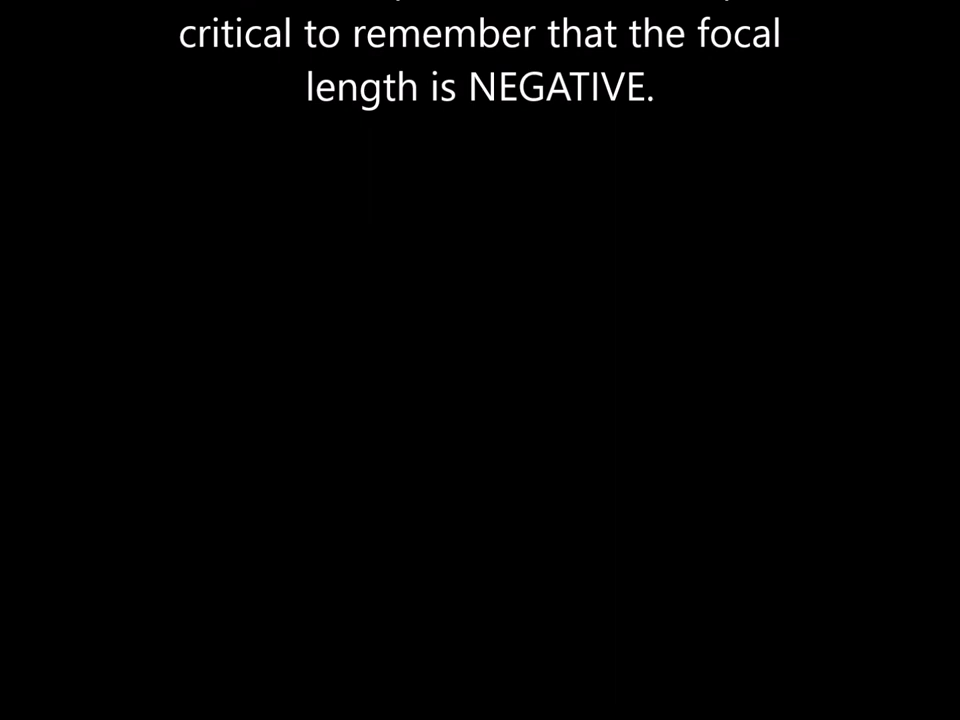 critical to remember that the focal
length is NEGATIVE.